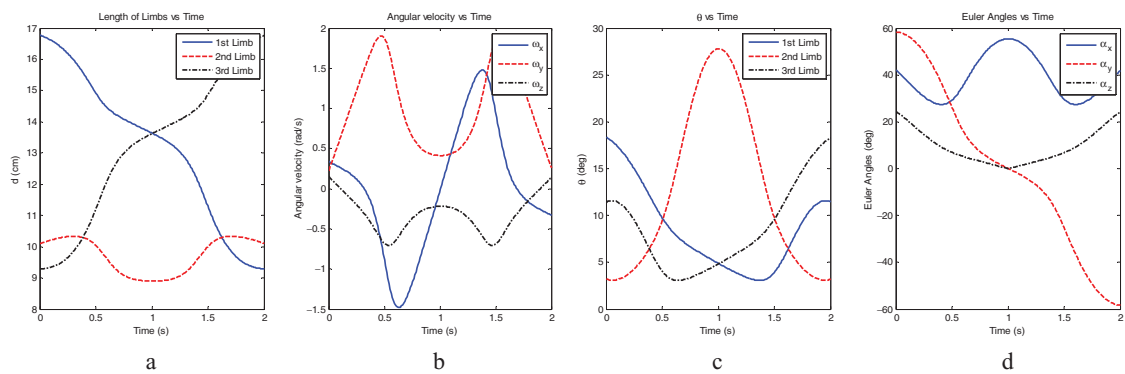 Length of Limbs vs Time
17
16
15
14
13
12
11
10
9
8
0
0.5
1
1.5
2
d (cm)
Time (s)
1st Limb
2nd Limb
3rd Limb
a
Angular velocity vs Time
2
1.5
1
0.5
0
−0.5
−1
−1.5
0
0.5
1
1.5
2
Angular velocity (rad/s)
Time (s)
ωx
ωy
ωz
b
θ vs Time
30
25
20
15
10
5
0
0
0.5
1
1.5
2
θ (deg)
Time (s)
1st Limb
2nd Limb
3rd Limb
c
Euler Angles vs Time
60
40
20
0
−20
−40
−60
0
0.5
1
1.5
2
Euler Angles (deg)
Time (s)
αx
αy
αz
d